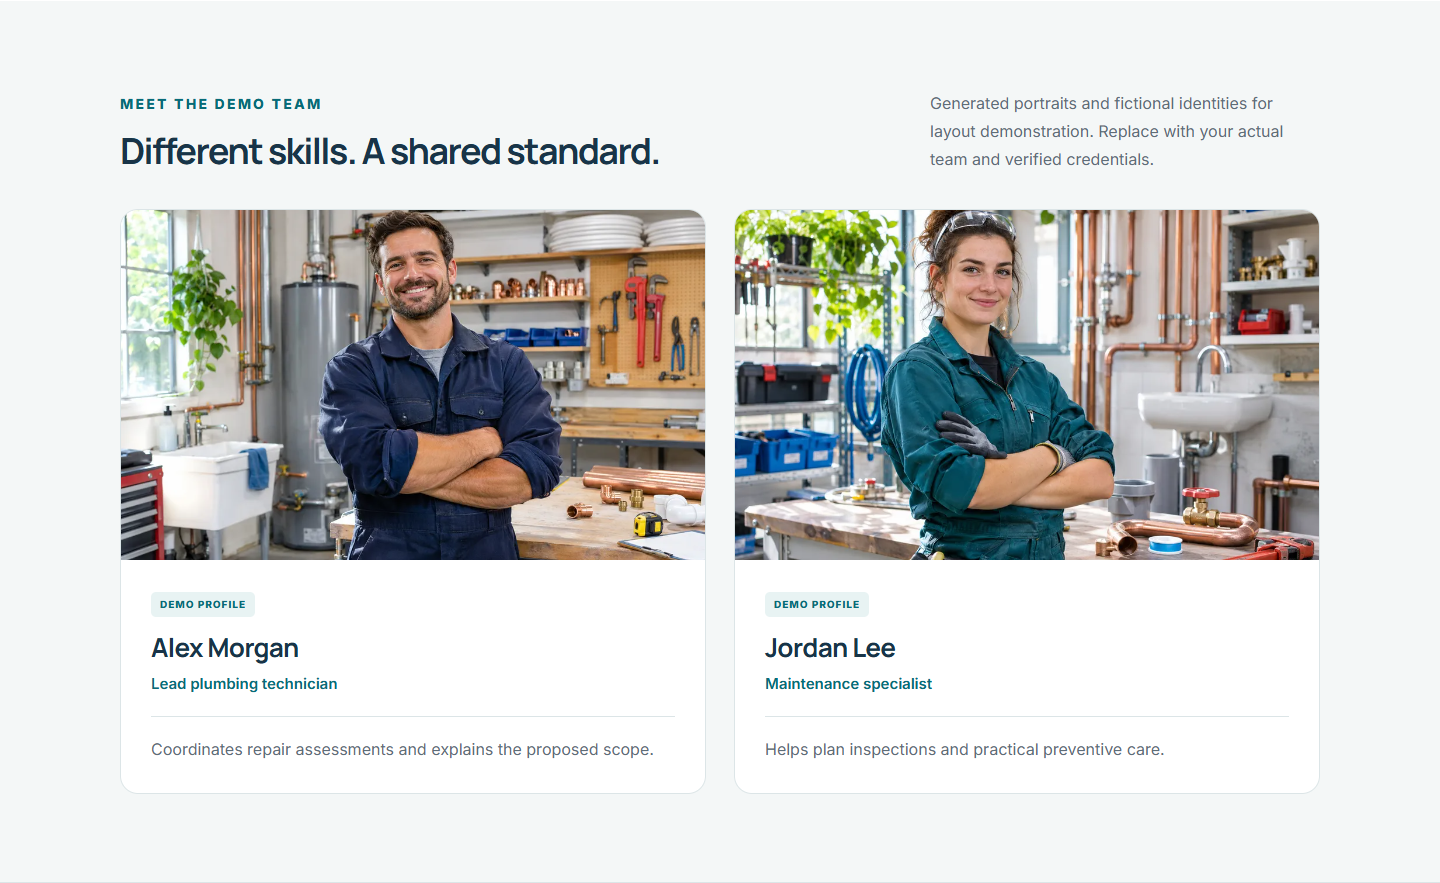 MEET THE DEMO TEAM
Different skills. A shared standard.
Generated portraits and fictional identities for
layout demonstration. Replace with your actual
team and verified credentials.
DEMO PROFILE
Alex Morgan
Lead plumbing technician
Coordinates repair assessments and explains the proposed scope.
DEMO PROFILE
Jordan Lee
Maintenance specialist
Helps plan inspections and practical preventive care.